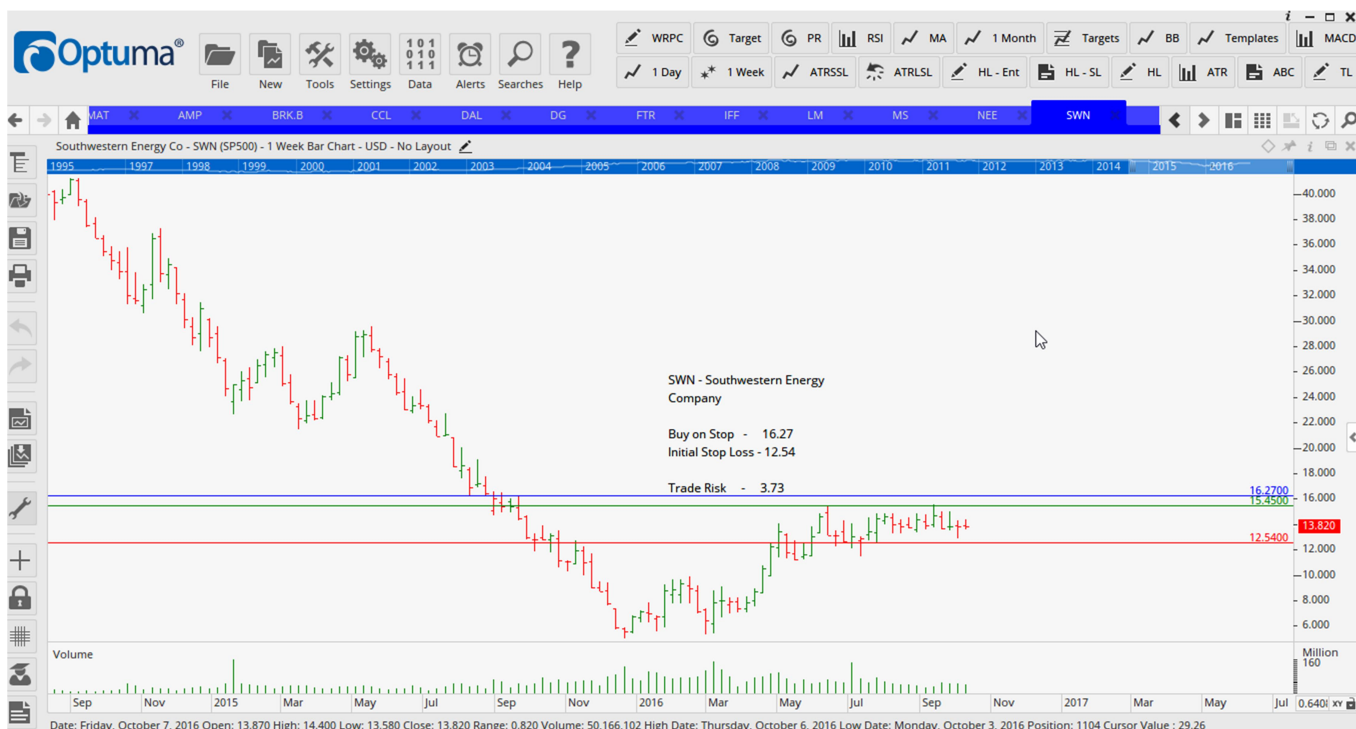 i
Optuma®
File
New
Tools
Settings
101
010
111
Data
Alerts
Searches
?
Help
WRPC
Target
PR
RSI
MA
1 Month
Targets
BB
Templates
MACD
1 Day
1 Week
ATRSSL
ATRLSL
HL - Ent
HL - SL
HL
ATR
ABC
TL
MAT
AMP
BRK.B
CCL
DAL
DG
FTR
IFF
LM
MS
NEE
SWN
Southwestern Energy Co - SWN (SP500) - 1 Week Bar Chart - USD - No Layout
i
1995 1997 1998 1999 2000 2001 2002 2003 2004 2005 2006 2007 2008 2009 2010 2011 2012 2013 2014 2015 2016
40.000
38.000
36.000
34.000
32.000
30.000
28.000
26.000
24.000
22.000
20.000
18.000
SWN - Southwestern Energy
Company
Buy on Stop - 16.27
Initial Stop Loss - 12.54
Trade Risk - 3.73
16.2700
16.000
15.4500
13.820
12.5400
12.000
10.000
8.000
6.000
Volume
Million
160
Sep Nov 2015 Mar May Jul Sep Nov 2016 Mar May Jul Sep Nov 2017 Mar May Jul
XY
Date: Friday, October 7, 2016 Open: 13.870 High: 14.400 Low: 13.580 Close: 13.820 Range: 0.820 Volume: 50,166,102 High Date: Thursday, October 6, 2016 Low Date: Monday, October 3, 2016 Position: 1104 Cursor Value : 29.26